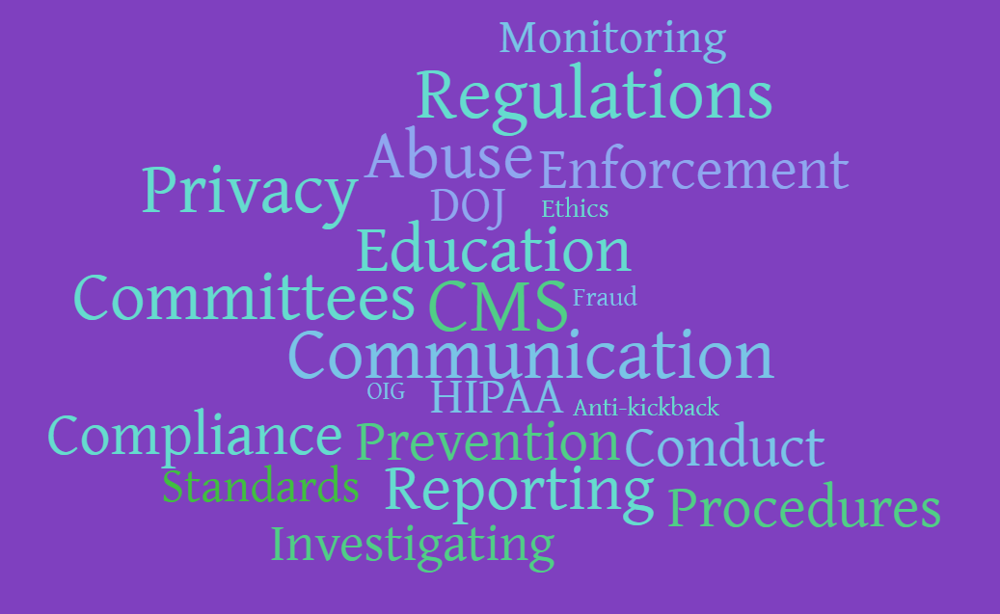 Monitoring
Regulations
Abuse Enforcement
Privacy
DOJ Ethics
Education
Committees CMS Fraud
Communication
OIG HIPAA Anti-kickback
Compliance Prevention Conduct
Standards Reporting Procedures
Investigating